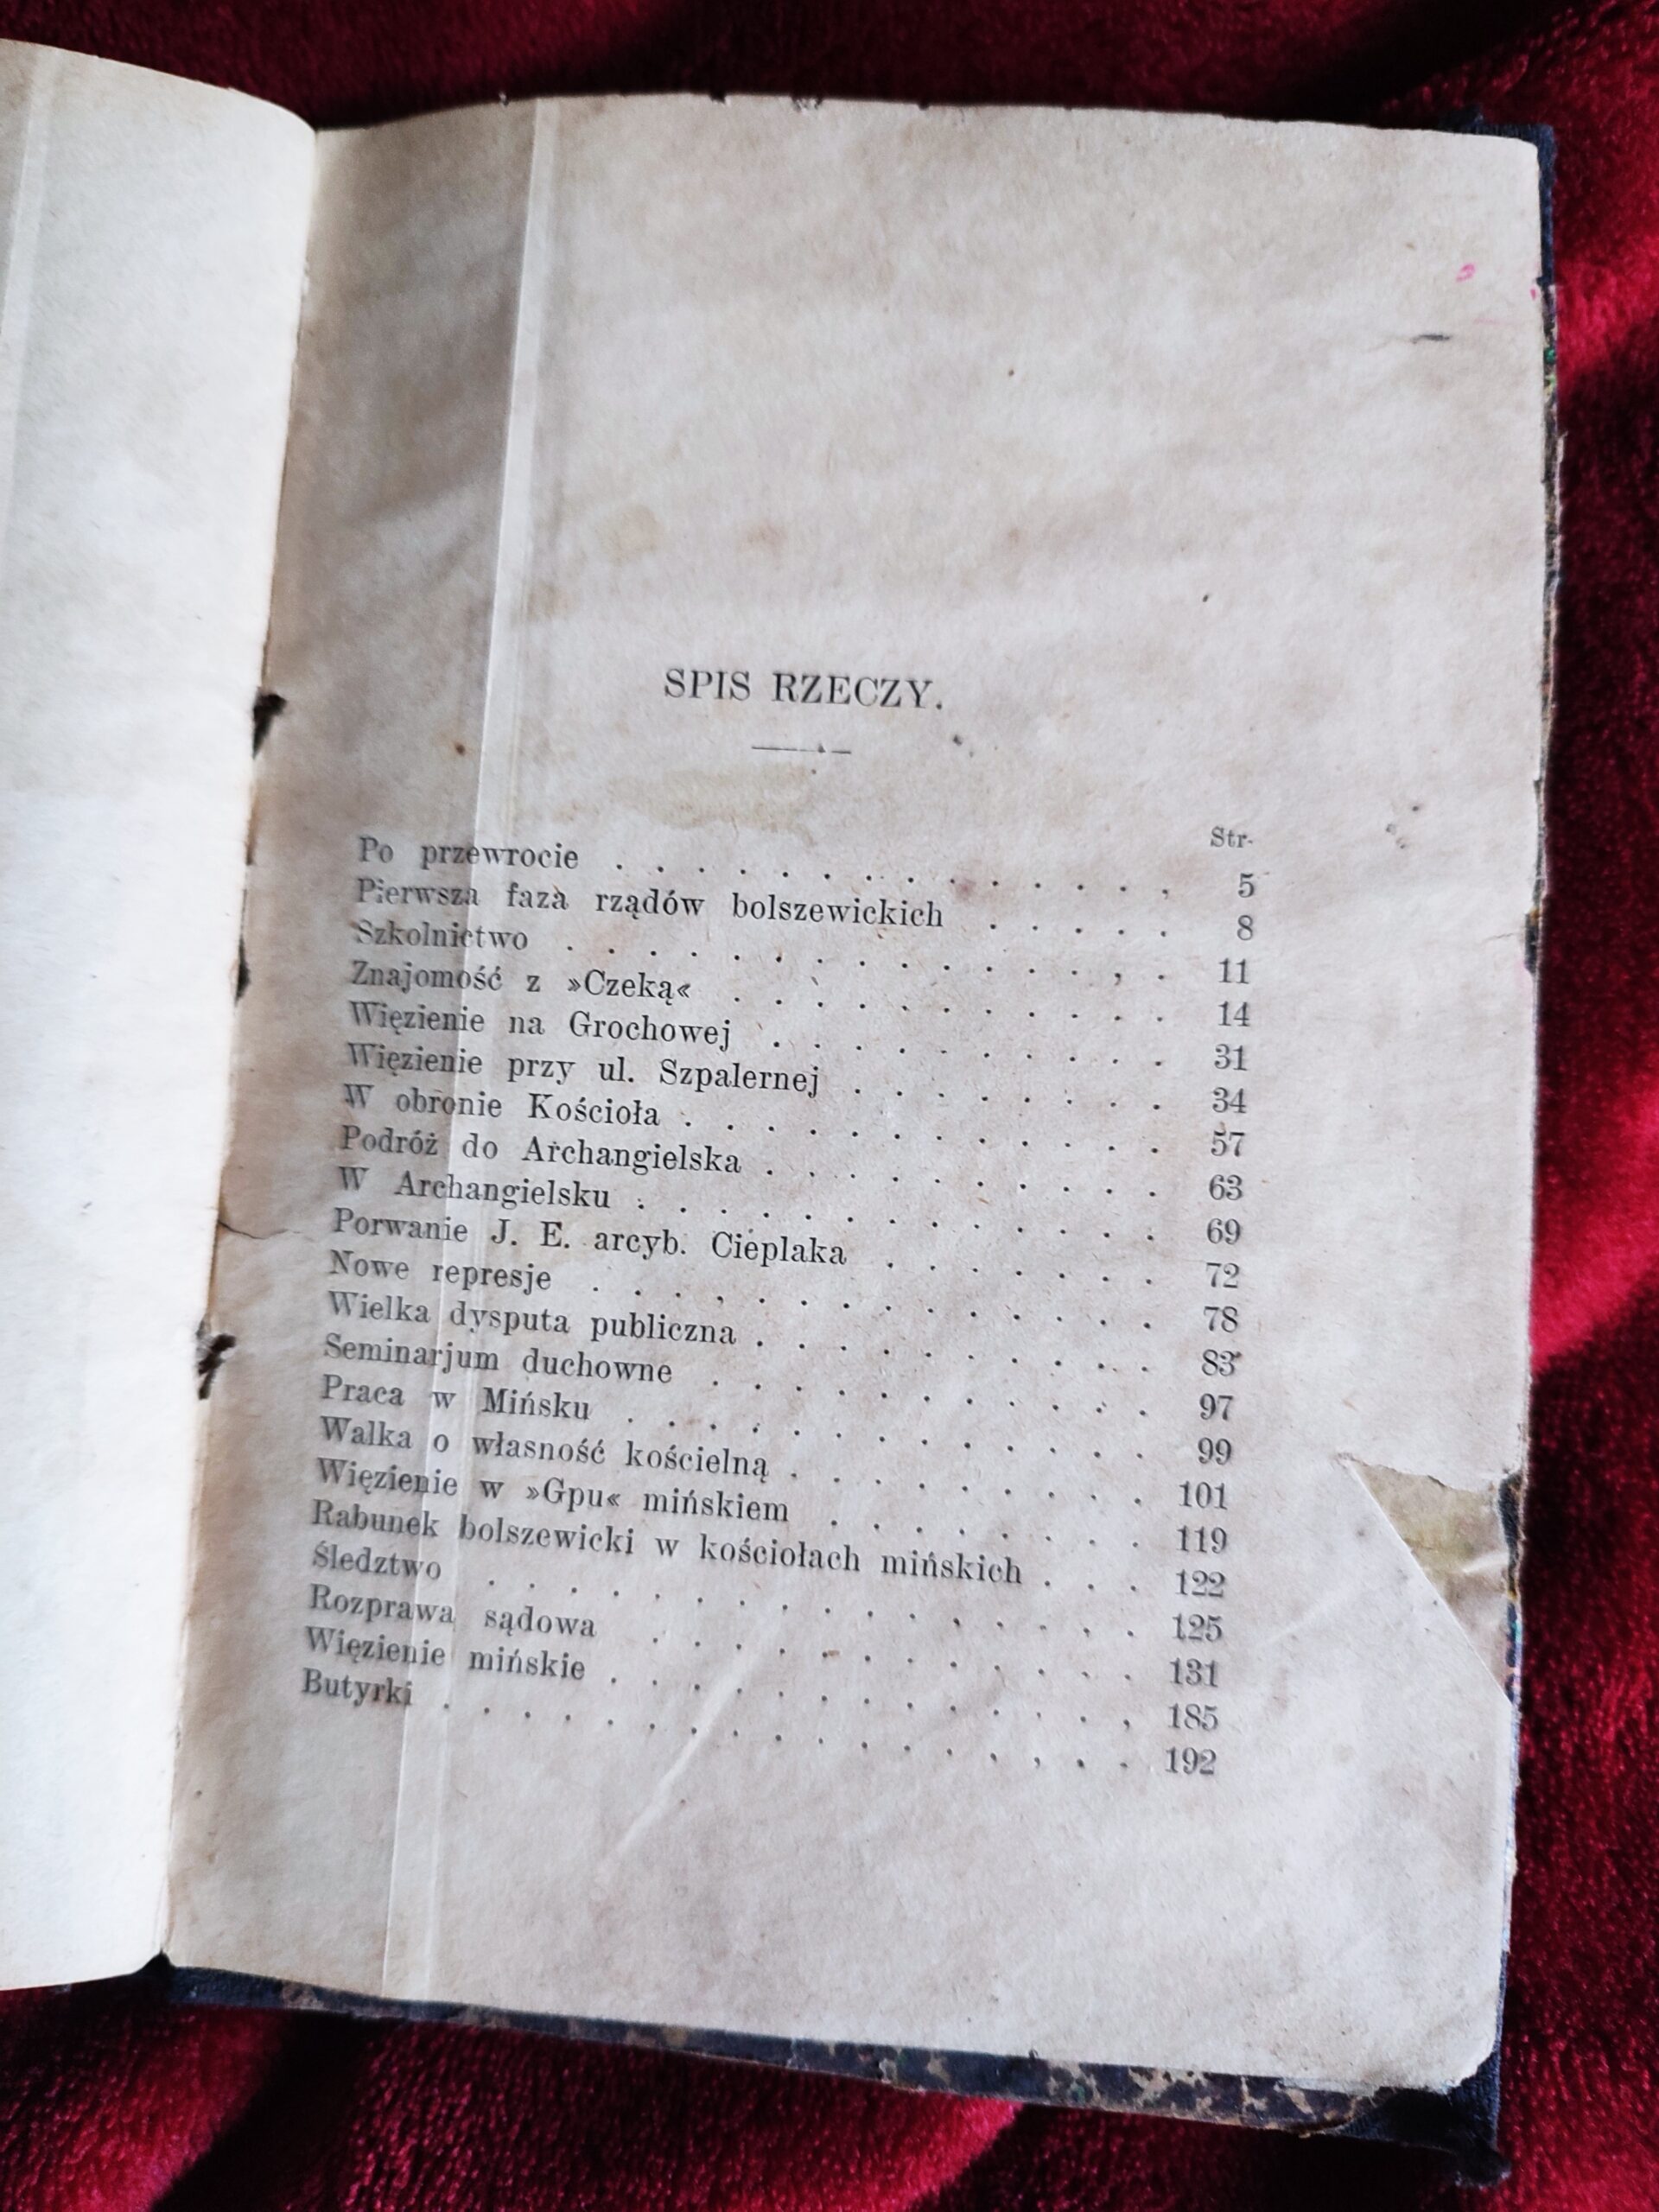 SPIS RZECZY.
Str.
Po przewrocie . . . . . . . . . . . . . . 5
Pierwsza faza rządów bolszewickich . . . . . 8
Szkolnictwo . . . . . . . . . . . . . . . 11
Znajomość z »Czeką« . . . . . . . . . . . 14
Więzienie na Grochowej . . . . . . . . . . 31
Więzienie przy ul. Szpalernej . . . . . . . . 34
W obronie Kościoła . . . . . . . . . . . . 57
Podróż do Archangielska . . . . . . . . . . 63
W Archangielsku . . . . . . . . . . . . . 69
Porwanie J. E. arcyb. Cieplaka . . . . . . . 72
Nowe represje . . . . . . . . . . . . . . 78
Wielka dysputa publiczna . . . . . . . . . . 83
Seminarjum duchowne . . . . . . . . . . . 97
Praca w Mińsku . . . . . . . . . . . . . 99
Walka o własność kościelną . . . . . . . . . 101
Więzienie w »Gpu« mińskiem . . . . . . . . 119
Rabunek bolszewicki w kościołach mińskich . . . 122
Śledztwo . . . . . . . . . . . . . . . . 125
Rozprawa sądowa . . . . . . . . . . . . 131
Więzienie mińskie . . . . . . . . . . . . . 185
Butyrki . . . . . . . . . . . . . . . . . 192